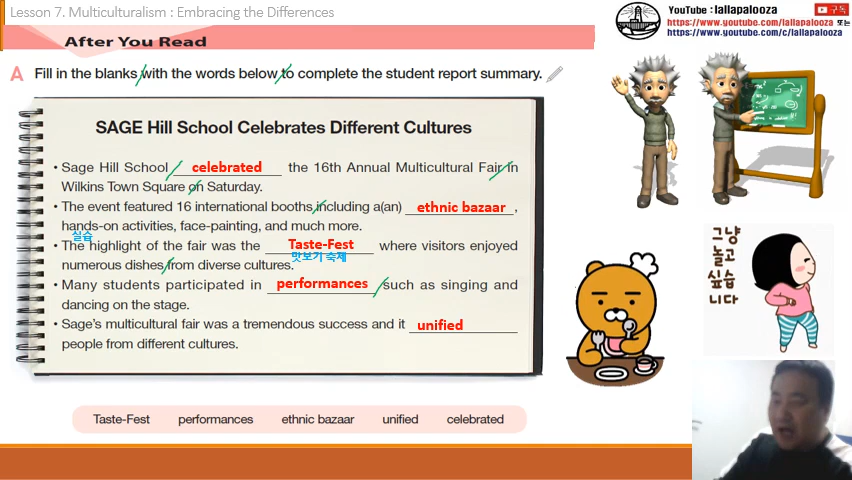 Lesson 7. Multiculturalism : Embracing the Differences
YouTube : lallapalooza
구독
https://www.youtube/lallapalooza 또는
https://www.youtube/c/lallapalooza
After You Read
A Fill in the blanks with the words below to complete the student report summary.
SAGE Hill School Celebrates Different Cultures
• Sage Hill School celebrated the 16th Annual Multicultural Fair in
Wilkins Town Square on Saturday.
• The event featured 16 international booths including a(an) ethnic bazaar,
hands-on activities, face-painting, and much more.
실습
• The highlight of the fair was the Taste-Fest where visitors enjoyed
맛보기 축제
numerous dishes from diverse cultures.
• Many students participated in performances such as singing and
dancing on the stage.
• Sage's multicultural fair was a tremendous success and it unified
people from different cultures.
Taste-Fest performances ethnic bazaar unified celebrated
그냥
놀고
싶습
니다